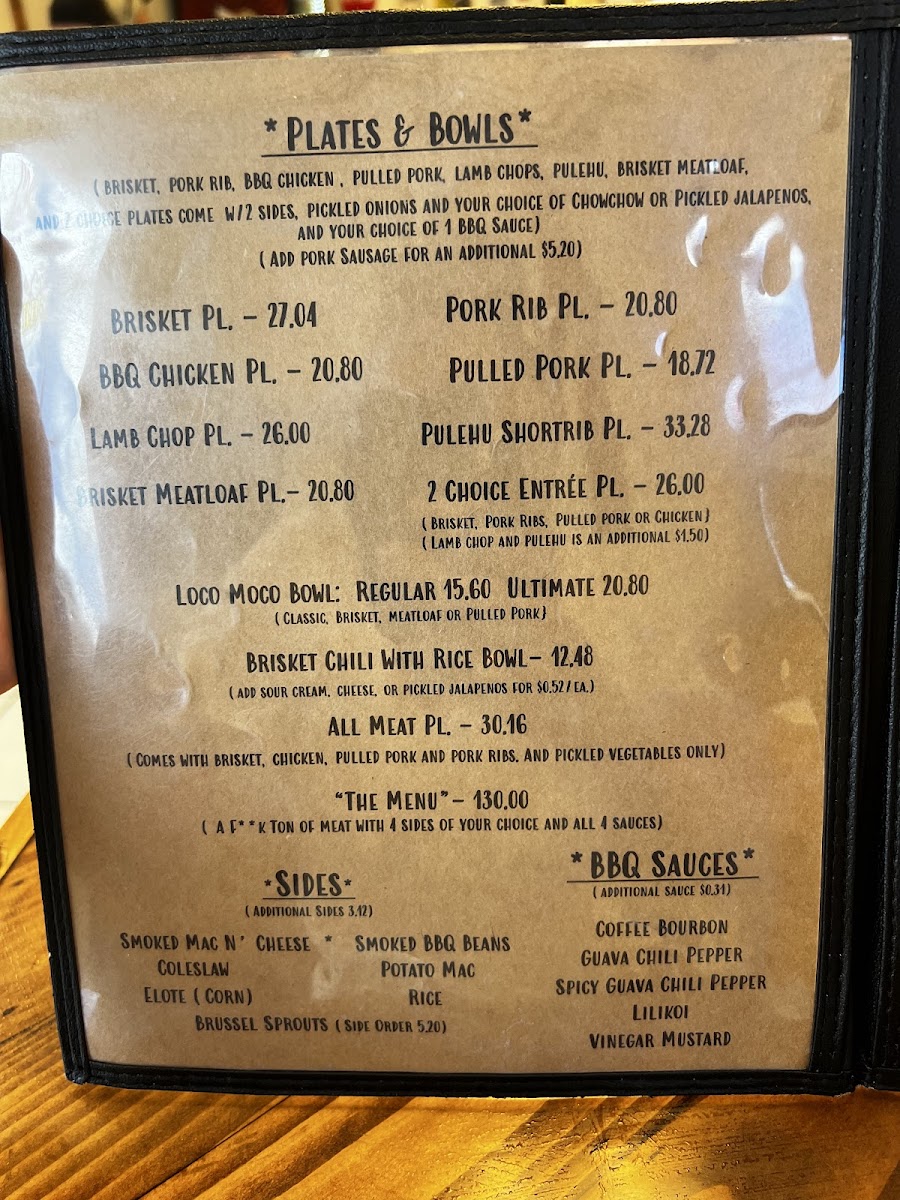 * PLATES & BOWLS *
( BRISKET, PORK RIB, BBQ CHICKEN , PULLED PORK, LAMB CHOPS, PULEHU, BRISKET MEATLOAF,
AND 2 CHOICE PLATES COME W/2 SIDES, PICKLED ONIONS AND YOUR CHOICE OF CHOWCHOW OR PICKLED JALAPENOS,
AND YOUR CHOICE OF 1 BBQ SAUCE)
( ADD PORK SAUSAGE FOR AN ADDITIONAL $5.20)
BRISKET PL. – 27.04
PORK RIB PL. – 20.80
BBQ CHICKEN PL. – 20.80
PULLED PORK PL. – 18.72
LAMB CHOP PL. – 26.00
PULEHU SHORTRIB PL. – 33.28
BRISKET MEATLOAF PL.– 20.80
2 CHOICE ENTRÉE PL. – 26.00
( BRISKET, PORK RIBS, PULLED PORK OR CHICKEN)
( LAMB CHOP AND PULEHU IS AN ADDITIONAL $1.50)
LOCO MOCO BOWL: REGULAR 15.60 ULTIMATE 20.80
( CLASSIC, BRISKET, MEATLOAF OR PULLED PORK)
BRISKET CHILI WITH RICE BOWL– 12.48
( ADD SOUR CREAM, CHEESE, OR PICKLED JALAPENOS FOR $0.52/EA.)
ALL MEAT PL. – 30.16
( COMES WITH BRISKET, CHICKEN, PULLED PORK AND PORK RIBS. AND PICKLED VEGETABLES ONLY)
"THE MENU"– 130.00
( A F**K TON OF MEAT WITH 4 SIDES OF YOUR CHOICE AND ALL 4 SAUCES)
*SIDES*
( ADDITIONAL SIDES 3.12)
SMOKED MAC N' CHEESE * SMOKED BBQ BEANS
COLESLAW POTATO MAC
ELOTE ( CORN) RICE
BRUSSEL SPROUTS ( SIDE ORDER 5.20)
* BBQ SAUCES *
( ADDITIONAL SAUCE $0.31)
COFFEE BOURBON
GUAVA CHILI PEPPER
SPICY GUAVA CHILI PEPPER
LILIKOI
VINEGAR MUSTARD